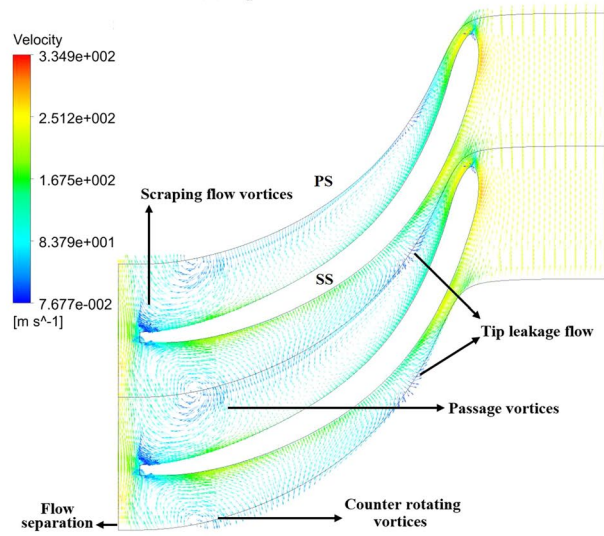 Velocity
3.349e+002
2.512e+002
1.675e+002
8.379e+001
7.677e-002
[m s^-1]
Scraping flow vortices
PS
SS
Tip leakage flow
Passage vortices
Counter rotating
vortices
Flow
separation